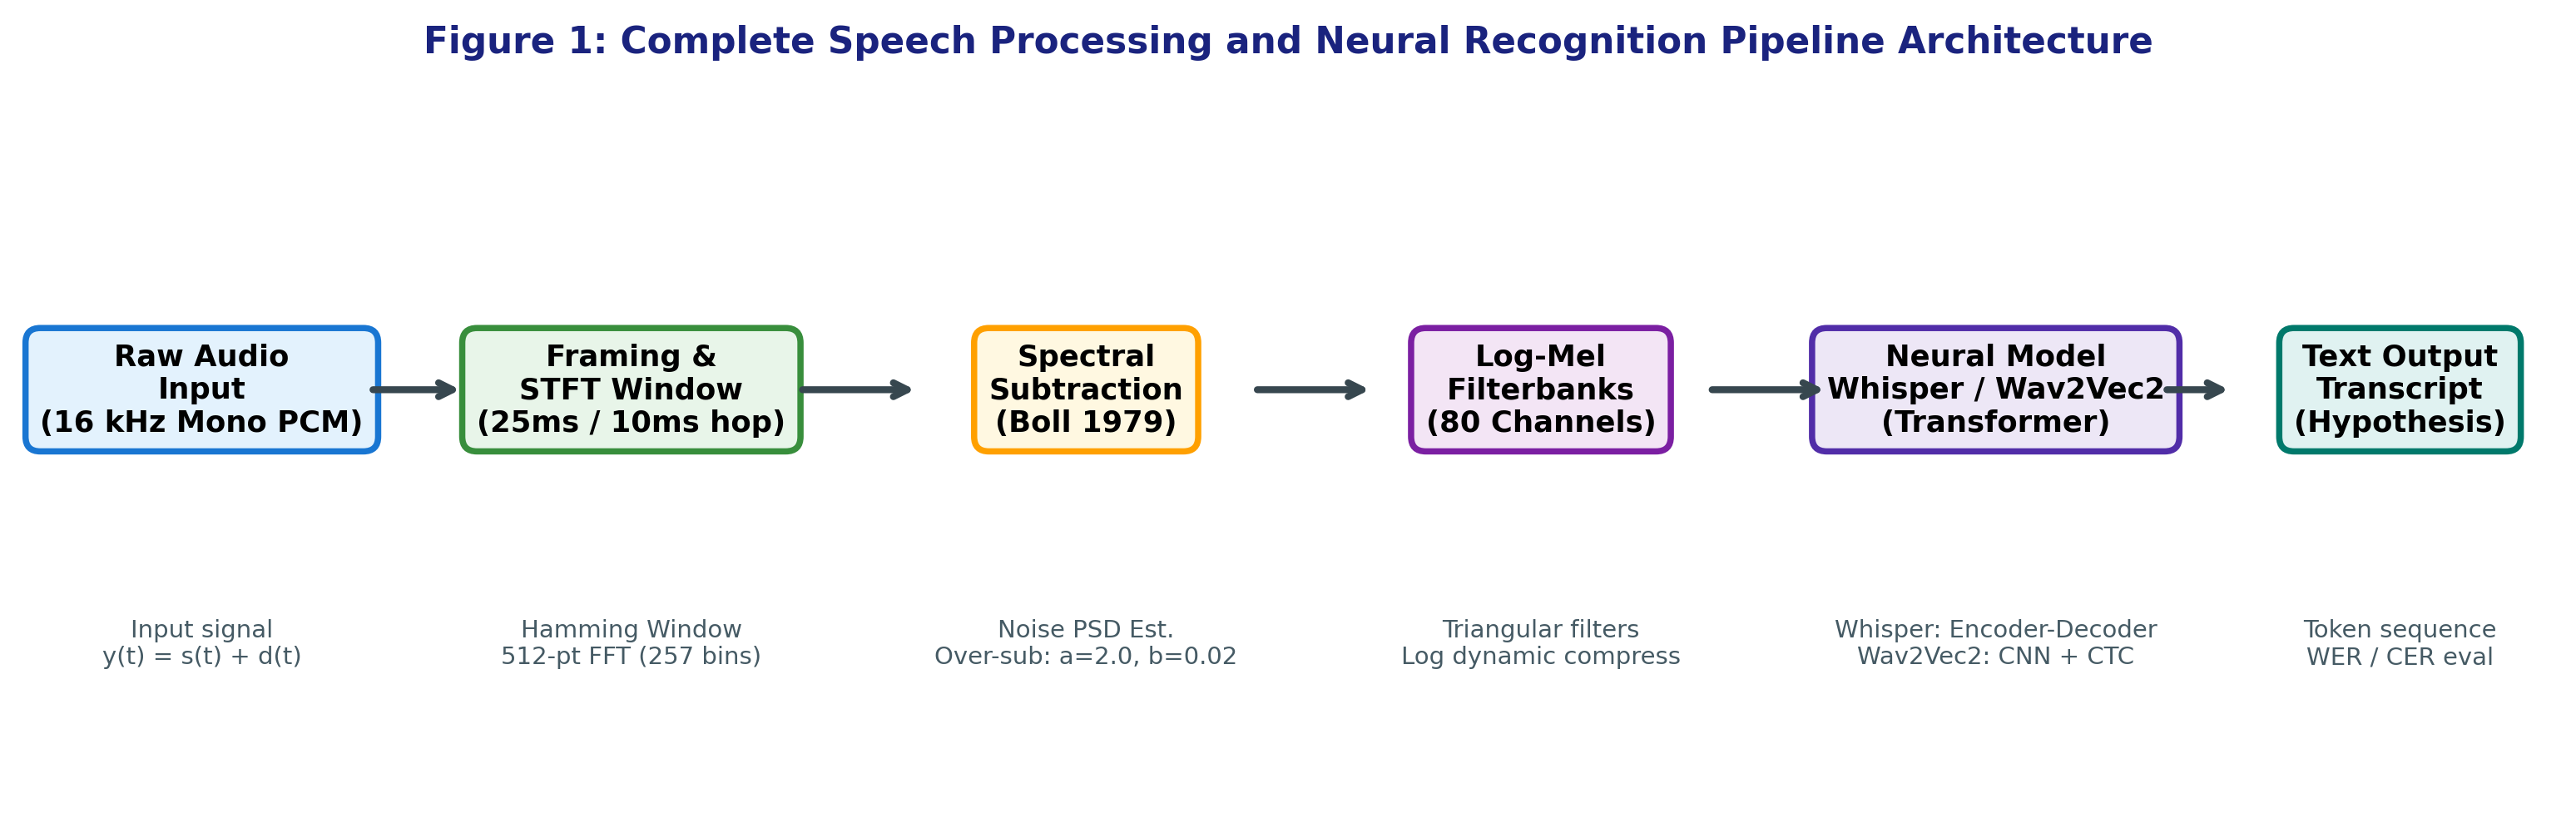 Figure 1: Complete Speech Processing and Neural Recognition Pipeline Architecture
Raw Audio
Input
(16 kHz Mono PCM)
Framing &
STFT Window
(25ms / 10ms hop)
Spectral
Subtraction
(Boll 1979)
Log-Mel
Filterbanks
(80 Channels)
Neural Model
Whisper / Wav2Vec2
(Transformer)
Text Output
Transcript
(Hypothesis)
Input signal
y(t) = s(t) + d(t)
Hamming Window
512-pt FFT (257 bins)
Noise PSD Est.
Over-sub: a=2.0, b=0.02
Triangular filters
Log dynamic compress
Whisper: Encoder-Decoder
Wav2Vec2: CNN + CTC
Token sequence
WER / CER eval